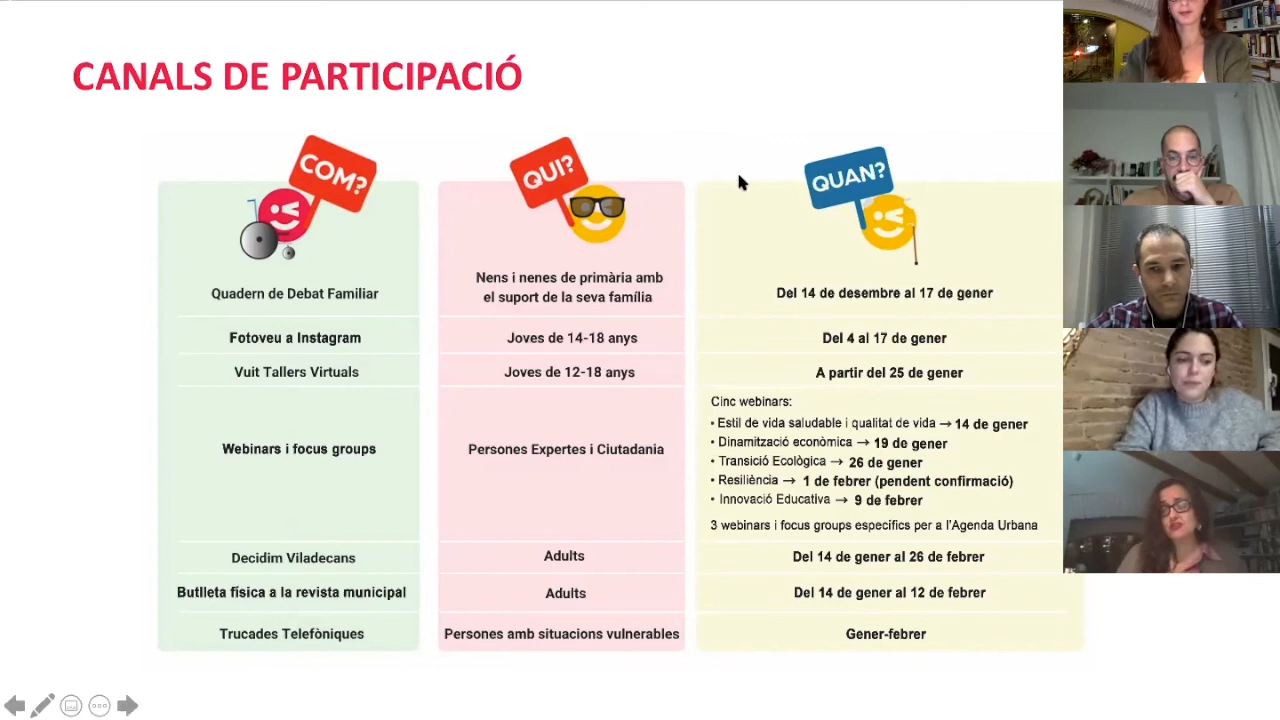 CANALS DE PARTICIPACIÓ
COM?
QUI?
QUAN?
Quadern de Debat Familiar
Nens i nenes de primària amb
el suport de la seva família
Del 14 de desembre al 17 de gener
Fotoveu a Instagram
Joves de 14-18 anys
Del 4 al 17 de gener
Vuit Tallers Virtuals
Joves de 12-18 anys
A partir del 25 de gener
Webinars i focus groups
Persones Expertes i Ciutadania
Cinc webinars:
• Estil de vida saludable i qualitat de vida → 14 de gener
• Dinamització econòmica → 19 de gener
• Transició Ecològica → 26 de gener
• Resiliència → 1 de febrer (pendent confirmació)
• Innovació Educativa → 9 de febrer
3 webinars i focus groups específics per a l'Agenda Urbana
Decidim Viladecans
Adults
Del 14 de gener al 26 de febrer
Butlleta física a la revista municipal
Adults
Del 14 de gener al 12 de febrer
Trucades Telefòniques
Persones amb situacions vulnerables
Gener-febrer